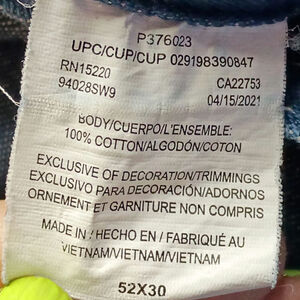 P376023
UPC/CUP/CUP 029198390847
RN15220 CA22753
94028SW9 04/15/2021
BODY/CUERPO/L'ENSEMBLE:
100% COTTON/ALGODÓN/COTON
EXCLUSIVE OF DECORATION/TRIMMINGS
EXCLUSIVO PARA DECORACIÓN/ADORNOS
ORNEMENT ET GARNITURE NON COMPRIS
MADE IN / HECHO EN / FABRIQUÉ AU
VIETNAM/VIETNAM/VIETNAM
52X30